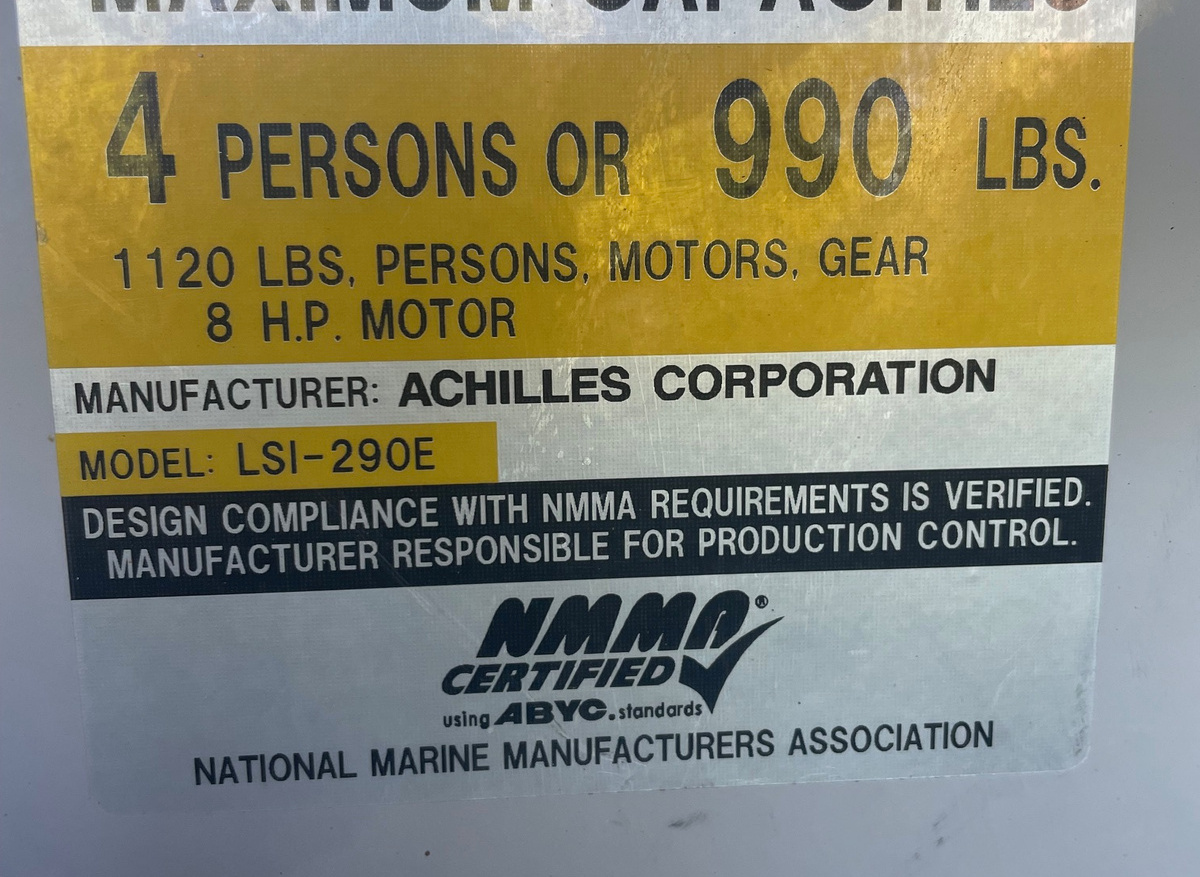 MAXIMUM CAPACITIES
4 PERSONS OR 990 LBS.
1120 LBS, PERSONS, MOTORS, GEAR
8 H.P. MOTOR
MANUFACTURER: ACHILLES CORPORATION
MODEL: LSI-290E
DESIGN COMPLIANCE WITH NMMA REQUIREMENTS IS VERIFIED.
MANUFACTURER RESPONSIBLE FOR PRODUCTION CONTROL.
NMMA®
CERTIFIED
using ABYC. standards
NATIONAL MARINE MANUFACTURERS ASSOCIATION